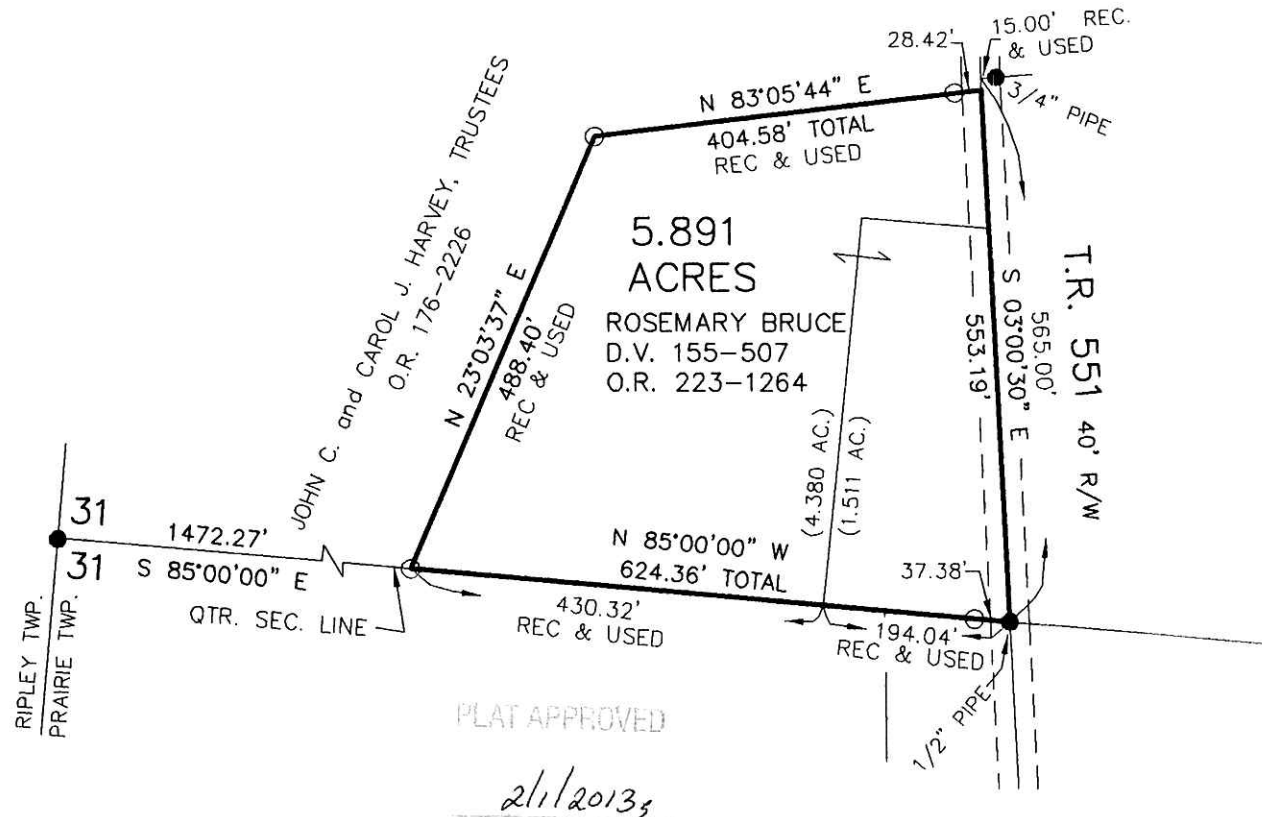 15.00' REC.
& USED
28.42'
3/4" PIPE
N 83°05'44" E
404.58' TOTAL
REC & USED
JOHN C. and CAROL J. HARVEY, TRUSTEES
O.R. 176-2226
N 23°03'37" E
488.40'
REC & USED
5.891
ACRES
ROSEMARY BRUCE
D.V. 155-507
O.R. 223-1264
(4.380 AC.)
(1.511 AC.)
553.19'
S 03°00'30" E
565.00'
T.R. 551 40' R/W
31
31
1472.27'
S 85°00'00" E
QTR. SEC. LINE
RIPLEY TWP.
PRAIRIE TWP.
N 85°00'00" W
624.36' TOTAL
430.32'
REC & USED
37.38'
194.04'
REC & USED
1/2" PIPE
PLAT APPROVED
2/1/2013